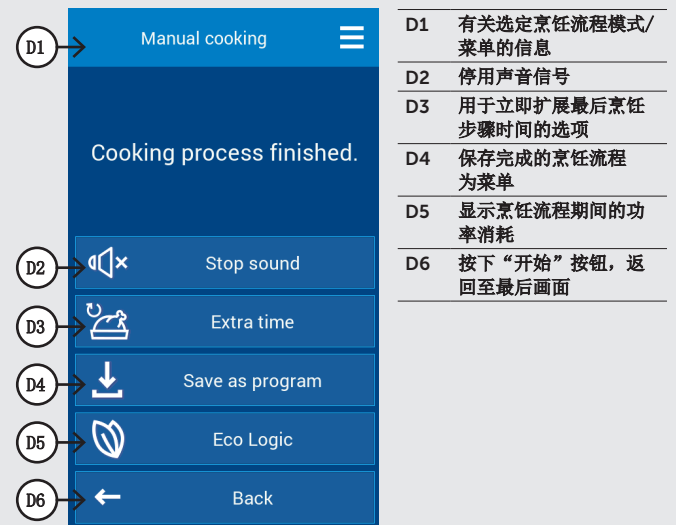 D1
Manual cooking
Cooking process finished.
D2
Stop sound
D3
Extra time
D4
Save as program
D5
Eco Logic
D6
Back
D1 有关选定烹饪流程模式/
菜单的信息
D2 停用声音信号
D3 用于立即扩展最后烹饪
步骤时间的选项
D4 保存完成的烹饪流程
为菜单
D5 显示烹饪流程期间的功
率消耗
D6 按下“开始”按钮，返
回至最后画面